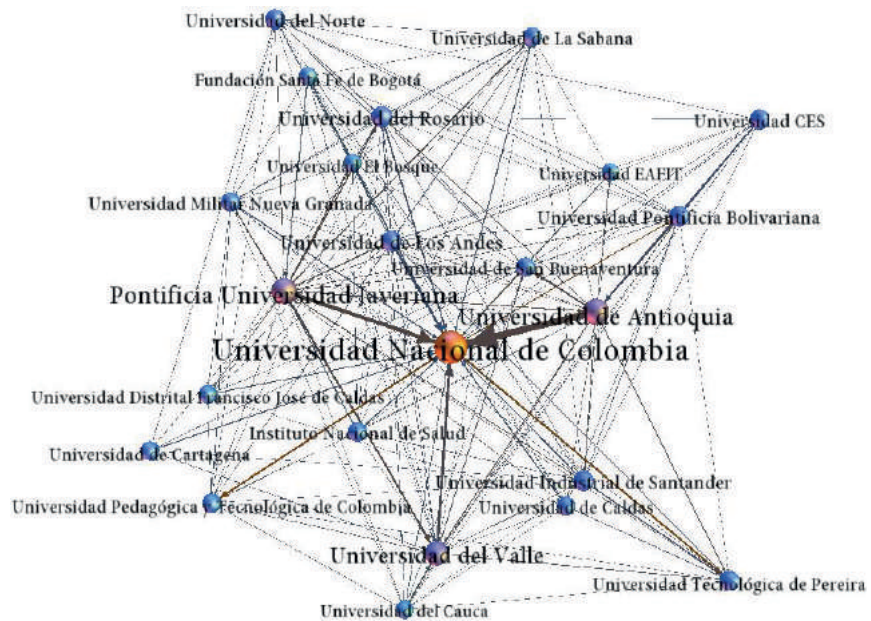 Universidad del Norte
Universidad de La Sabana
Fundación Santa Fe de Bogotá
Universidad del Rosario
Universidad CES
Universidad El Bosque
Universidad EAFIT
Universidad Militar Nueva Granada
Universidad Pontificia Bolivariana
Universidad de Los Andes
Universidad de San Buenaventura
Pontificia Universidad Javeriana
Universidad de Antioquia
Universidad Nacional de Colombia
Universidad Distrital Francisco José de Caldas
Instituto Nacional de Salud
Universidad de Cartagena
Universidad Industrial de Santander
Universidad Pedagógica y Tecnológica de Colombia
Universidad de Caldas
Universidad del Valle
Universidad Tecnológica de Pereira
Universidad del Cauca